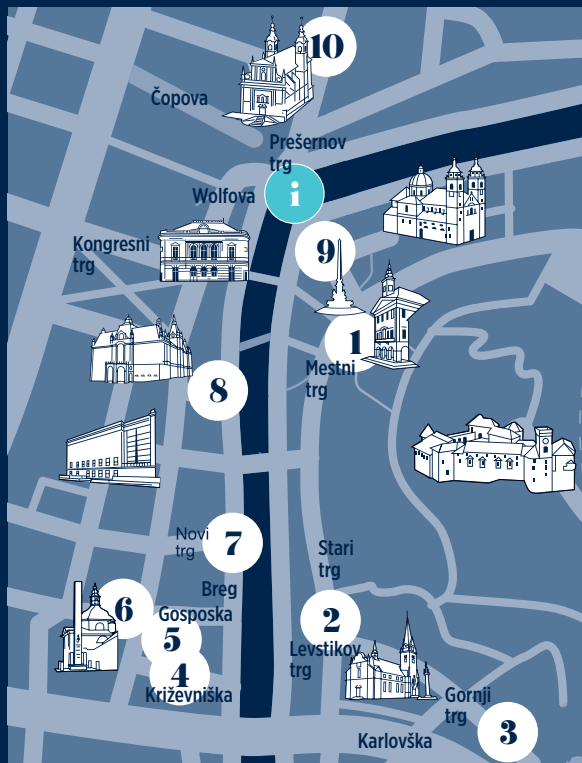 10
Čopova
Prešernov
trg
i
Wolfova
Kongresni
trg
9
1
Mestni
trg
8
7
Novi
trg
Stari
trg
Breg
6
Gosposka
5
2
Levstikov
trg
4
Križevniška
Gornji
trg
3
Karlovška